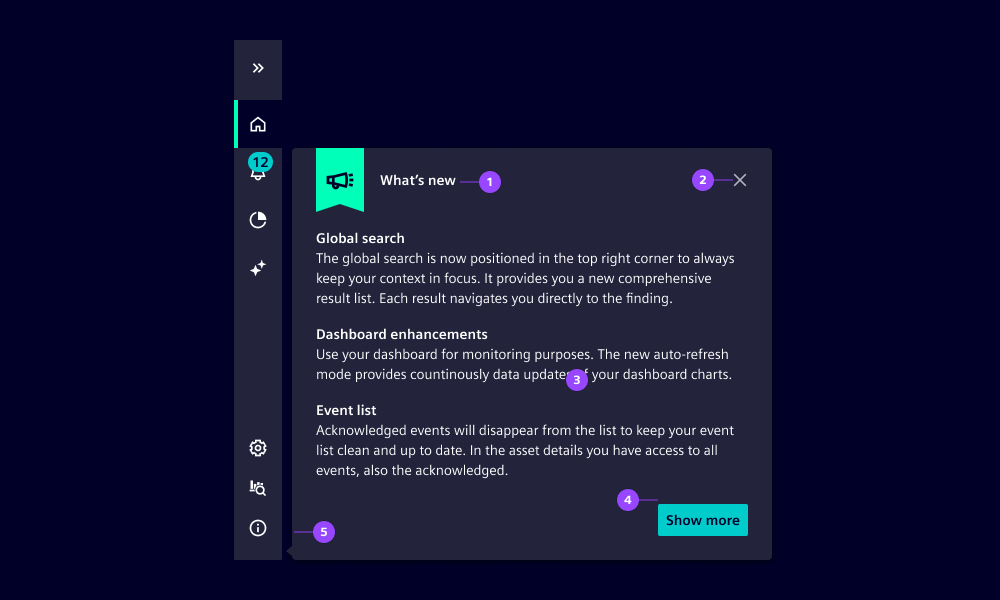 12
What's new
1
2
Global search
The global search is now positioned in the top right corner to always
keep your context in focus. It provides you a new comprehensive
result list. Each result navigates you directly to the finding.
Dashboard enhancements
Use your dashboard for monitoring purposes. The new auto-refresh
mode provides countinously data updates your dashboard charts.
3
Event list
Acknowledged events will disappear from the list to keep your event
list clean and up to date. In the asset details you have access to all
events, also the acknowledged.
4
Show more
5